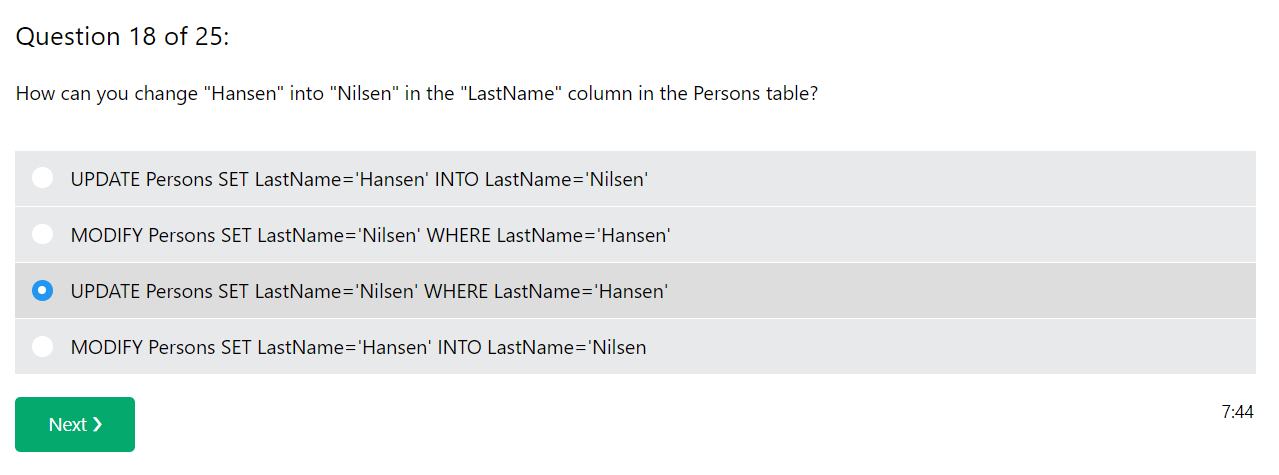 Question 18 of 25:
How can you change "Hansen" into "Nilsen" in the "LastName" column in the Persons table?
UPDATE Persons SET LastName='Hansen' INTO LastName='Nilsen'
MODIFY Persons SET LastName='Nilsen' WHERE LastName='Hansen'
UPDATE Persons SET LastName='Nilsen' WHERE LastName='Hansen'
MODIFY Persons SET LastName='Hansen' INTO LastName='Nilsen
Next ❯
7:44